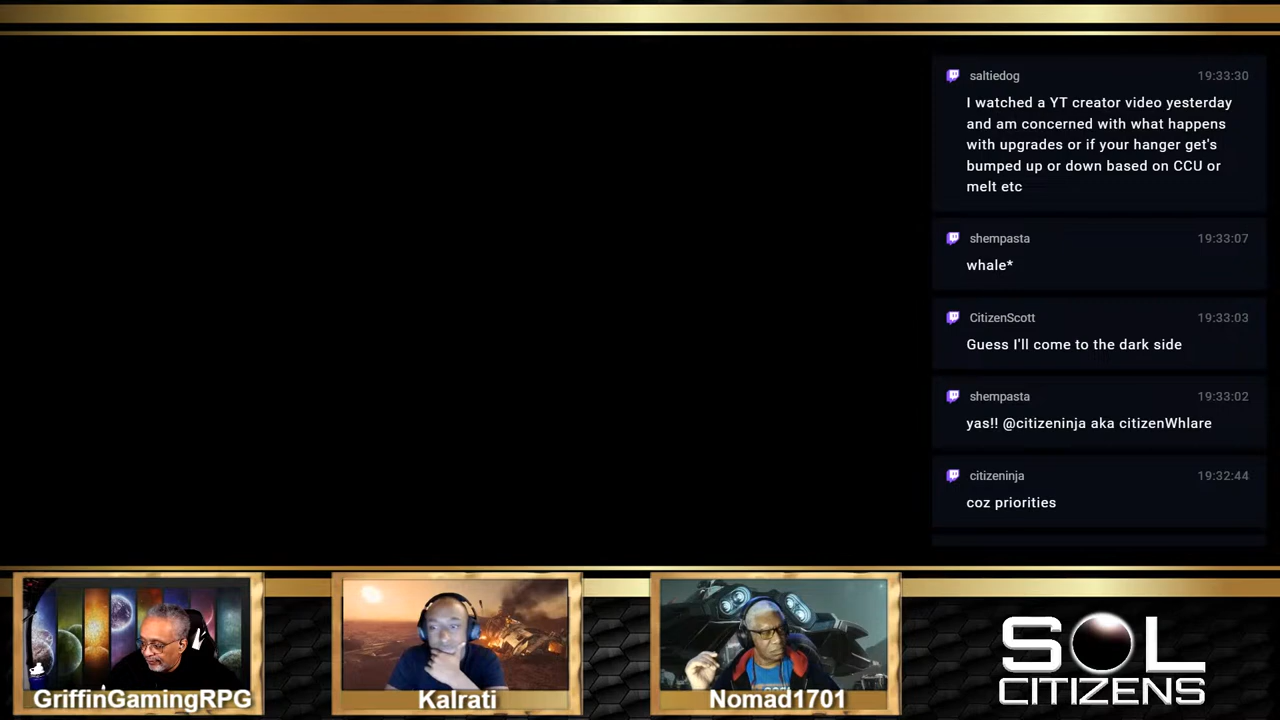 saltiedog 19:33:30
I watched a YT creator video yesterday
and am concerned with what happens
with upgrades or if your hanger get's
bumped up or down based on CCU or
melt etc
shempasta 19:33:07
whale*
CitizenScott 19:33:03
Guess I'll come to the dark side
shempasta 19:33:02
yas!! @citizeninja aka citizenWhlare
citizeninja 19:32:44
coz priorities
GriffinGamingRPG
Kalrati
Nomad1701
SOL
CITIZENS